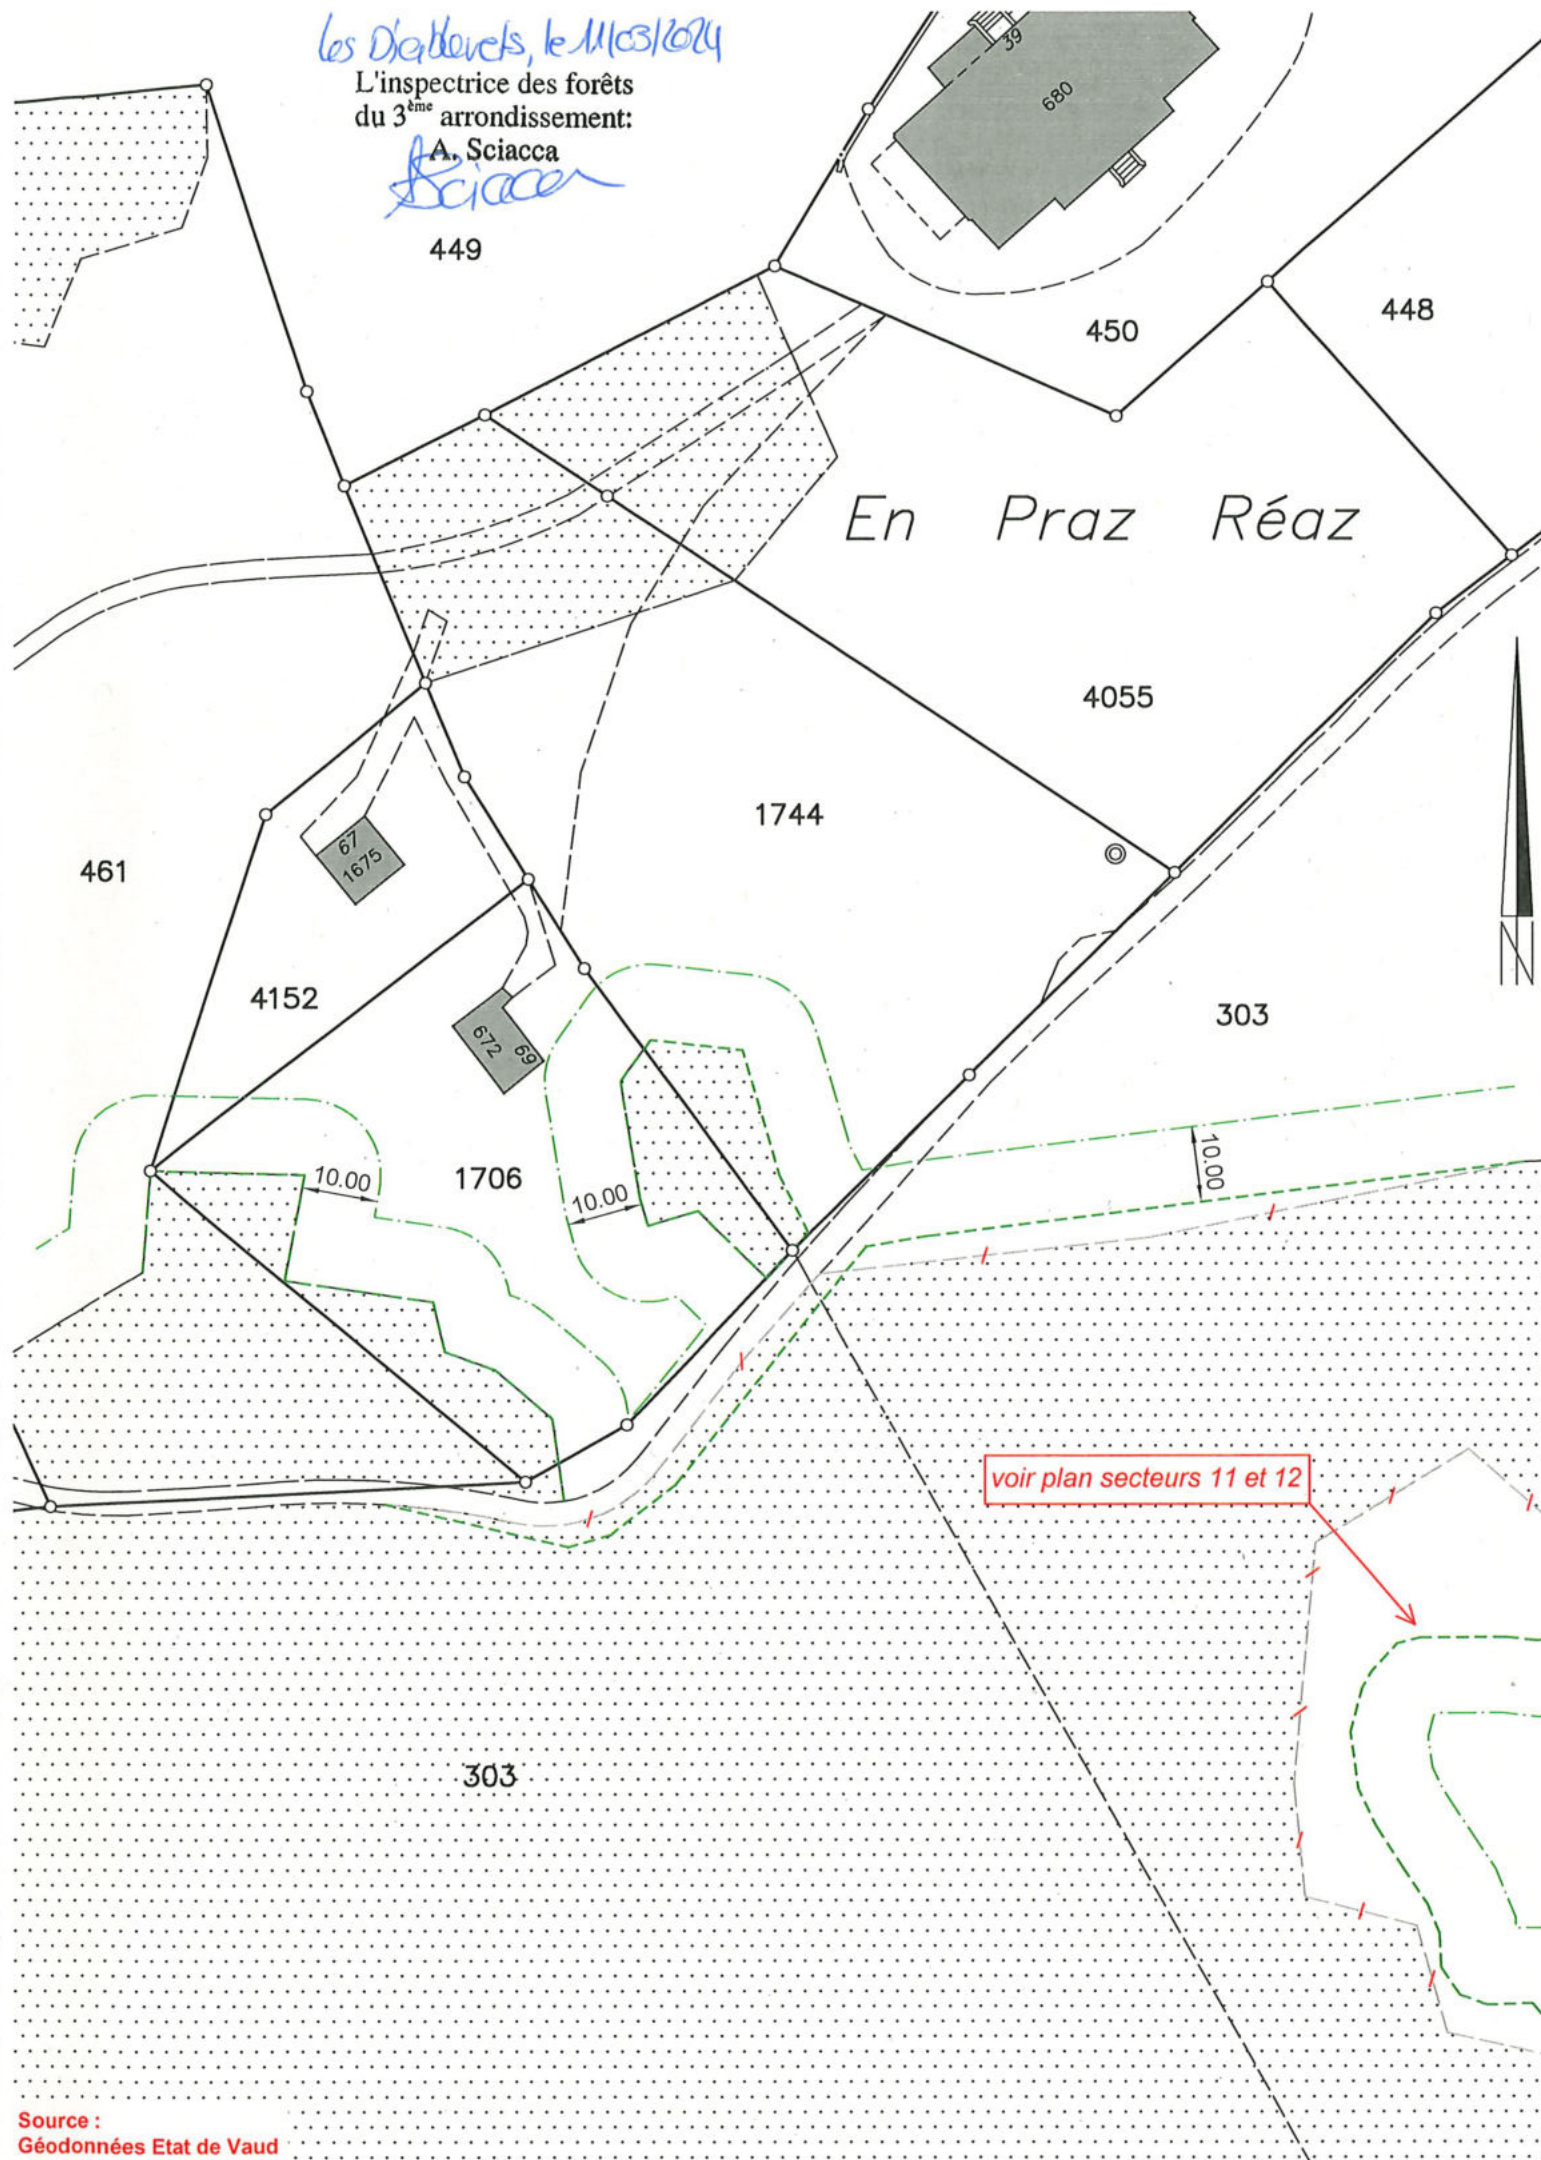 Les Diablerets, le 11/03/2024
L'inspectrice des forêts
du 3ème arrondissement:
A. Sciacca
39
680
449
450
448
En Praz Réaz
4055
1744
67
1675
461
4152
303
672
69
1706
10.00
10.00
10.00
voir plan secteurs 11 et 12
303
N
Source :
Géodonnées Etat de Vaud